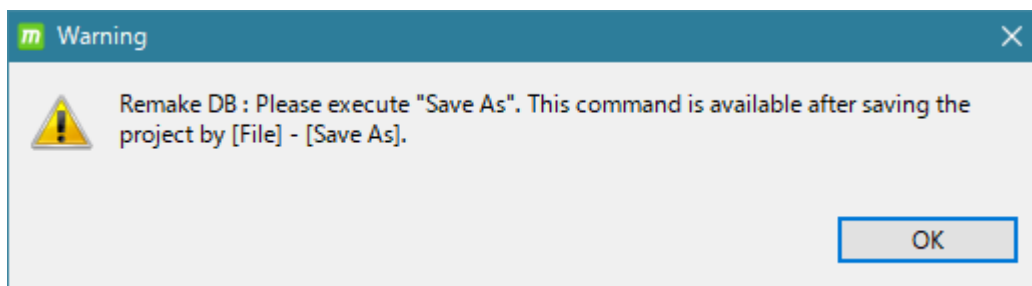 m Warning
Remake DB : Please execute "Save As". This command is available after saving the
project by [File] - [Save As].
OK